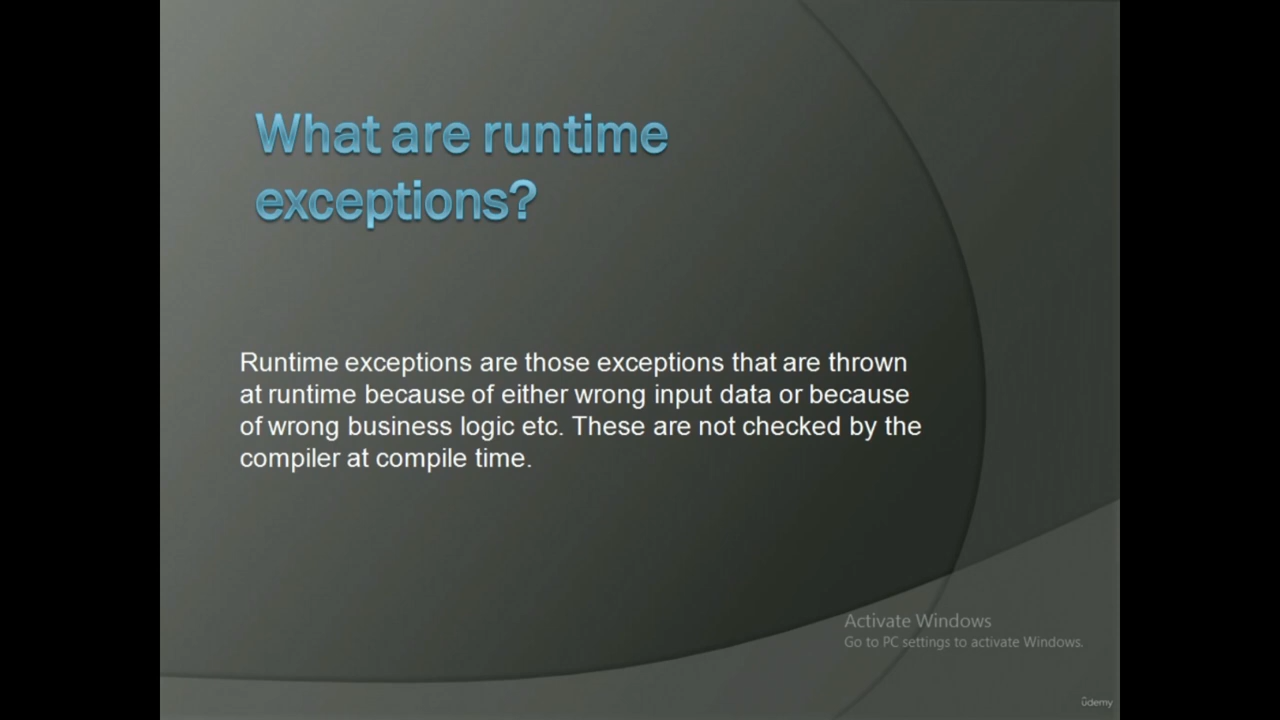 What are runtime
exceptions?
Runtime exceptions are those exceptions that are thrown
at runtime because of either wrong input data or because
of wrong business logic etc. These are not checked by the
compiler at compile time.
Activate Windows
Go to PC settings to activate Windows.
ûdemy